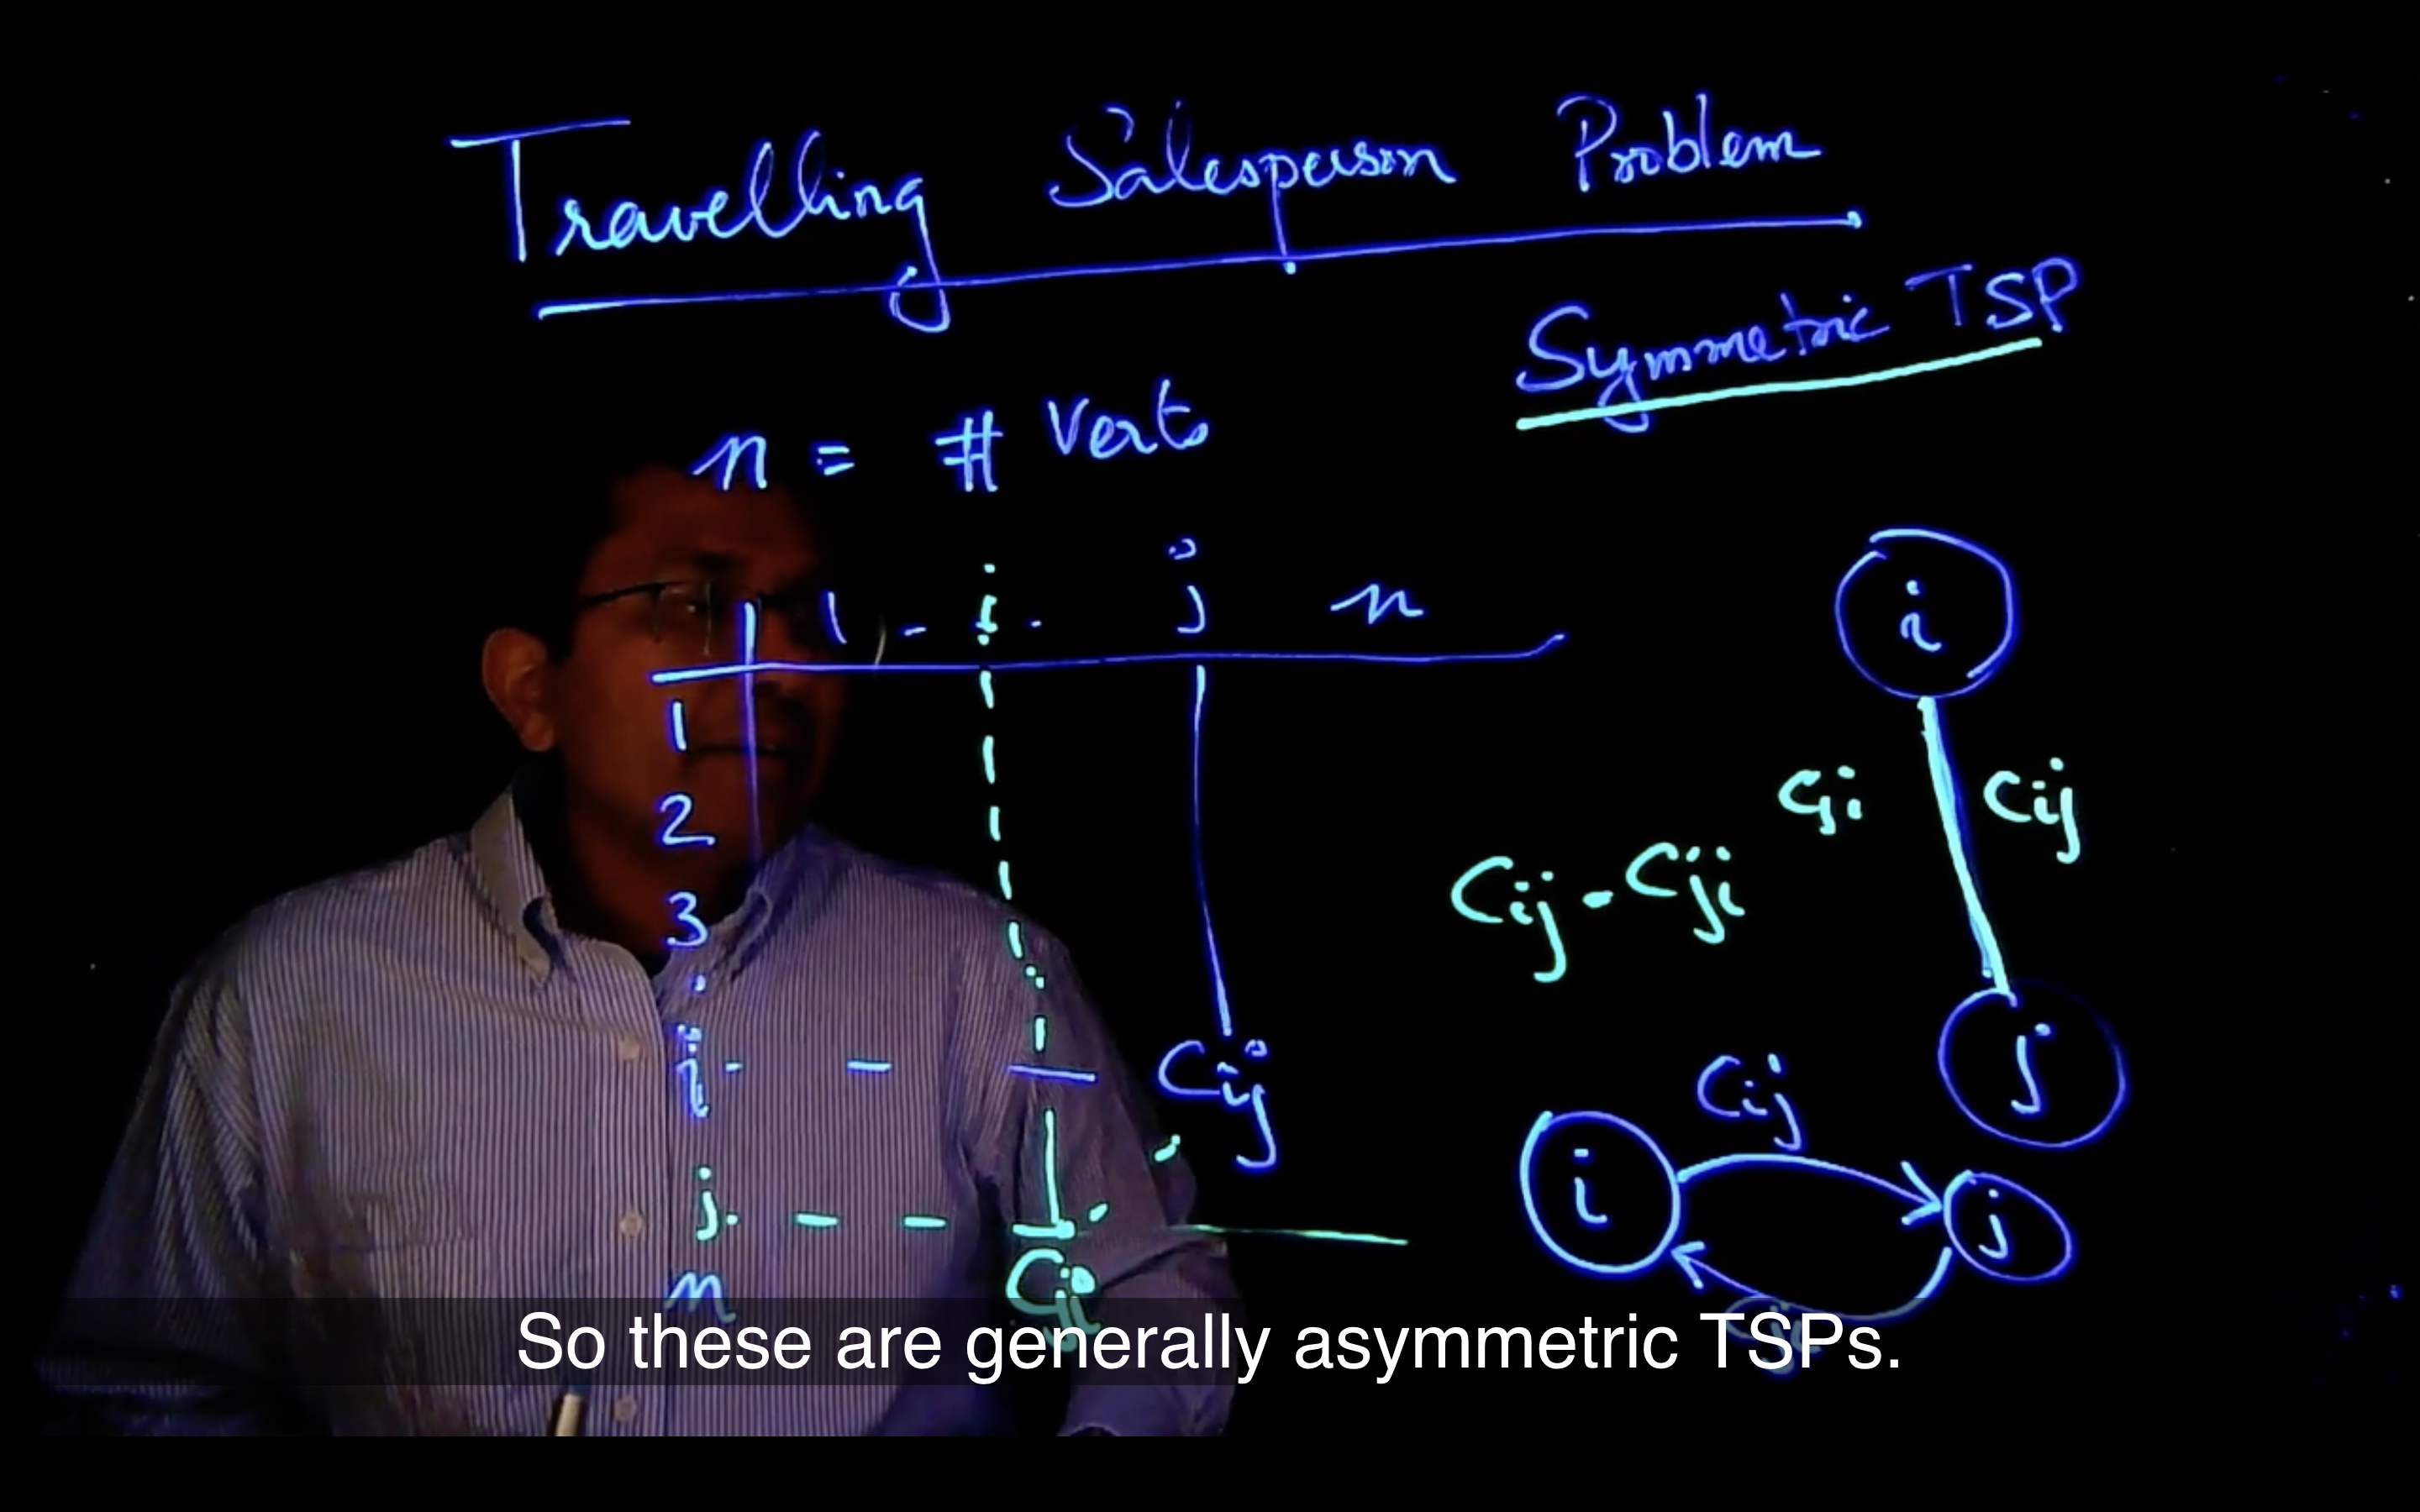 Travelling Salesperson Problem
Symmetric TSP
n = # Verts
1 . - i . j n
1
2
3
i - - Cij
j - -
n Cji
i
Cji Cij
Cij = Cji
j
Cij
i j
Cji
So these are generally asymmetric TSPs.